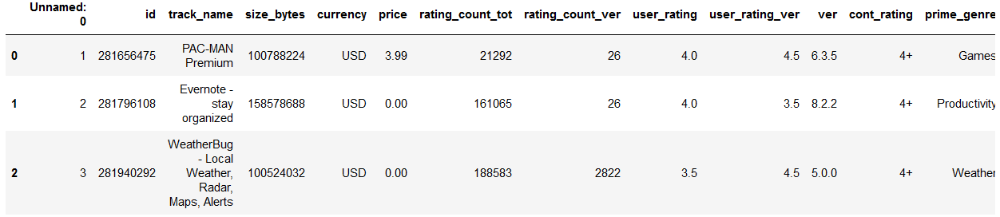 Unnamed: 0 id track_name size_bytes currency price rating_count_tot rating_count_ver user_rating user_rating_ver ver cont_rating prime_genre
0 1 281656475 PAC-MAN Premium 100788224 USD 3.99 21292 26 4.0 4.5 6.3.5 4+ Games
1 2 281796108 Evernote - stay organized 158578688 USD 0.00 161065 26 4.0 3.5 8.2.2 4+ Productivity
2 3 281940292 WeatherBug - Local Weather, Radar, Maps, Alerts 100524032 USD 0.00 188583 2822 3.5 4.5 5.0.0 4+ Weather